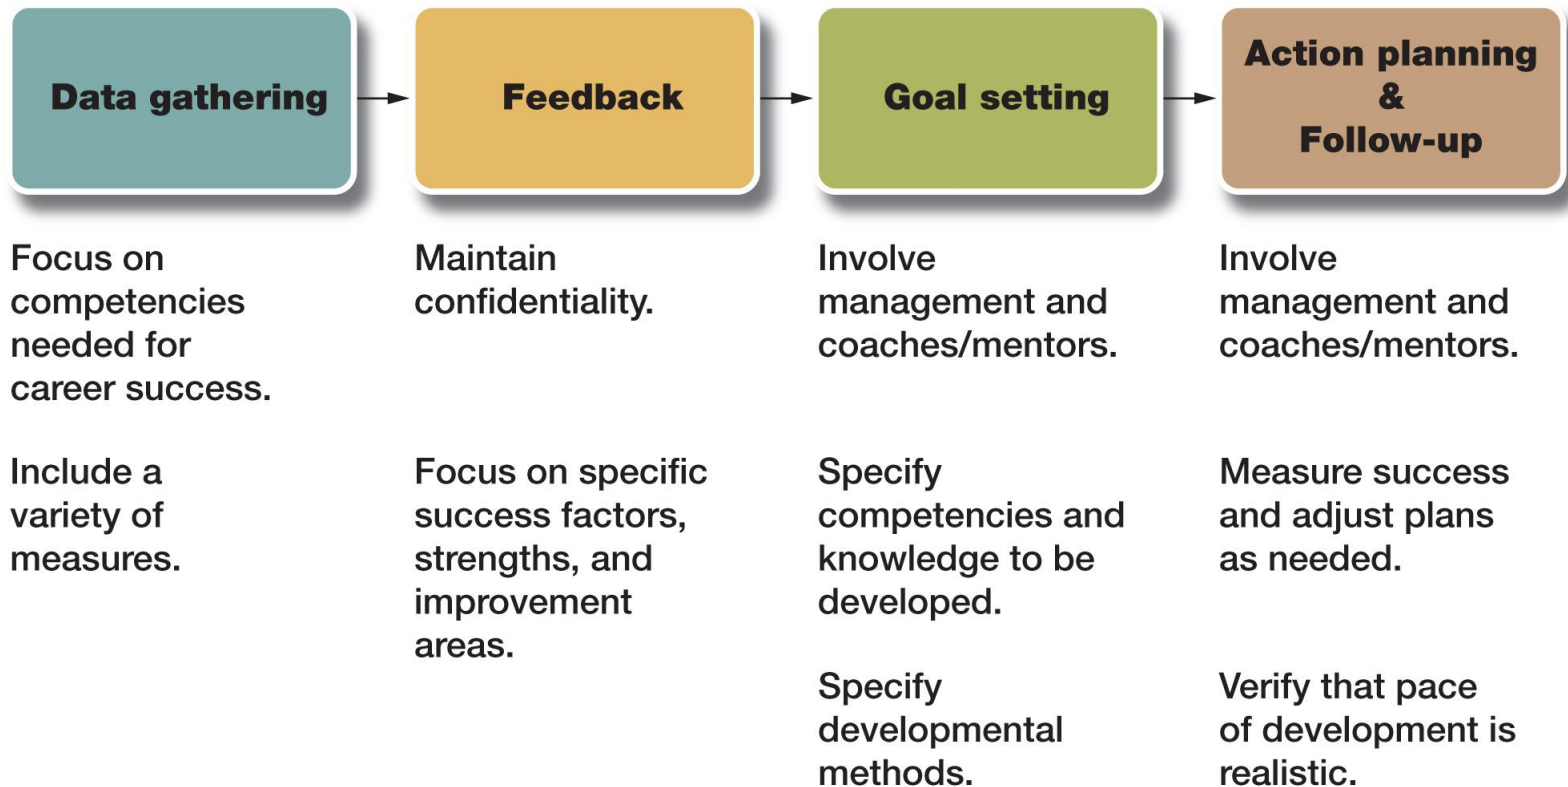 Data gathering
Feedback
Goal setting
Action planning
&
Follow-up
Focus on
competencies
needed for
career success.
Include a
variety of
measures.
Maintain
confidentiality.
Focus on specific
success factors,
strengths, and
improvement
areas.
Involve
management and
coaches/mentors.
Specify
competencies and
knowledge to be
developed.
Specify
developmental
methods.
Involve
management and
coaches/mentors.
Measure success
and adjust plans
as needed.
Verify that pace
of development is
realistic.